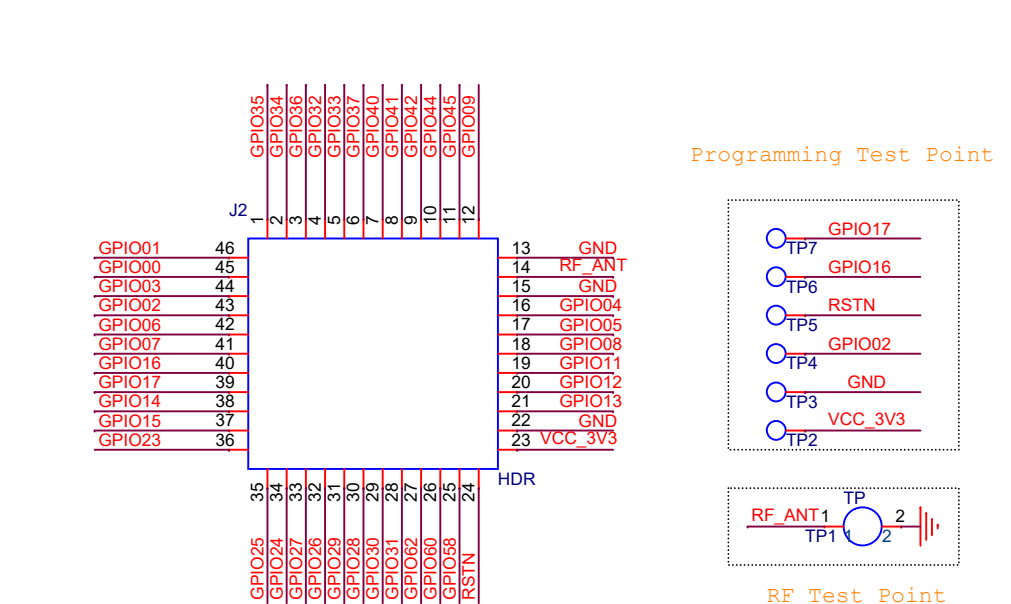 GPIO35
GPIO34
GPIO36
GPIO32
GPIO33
GPIO37
GPIO40
GPIO41
GPIO42
GPIO44
GPIO45
GPIO09
Programming Test Point
J2
1
2
3
4
5
6
7
8
9
10
11
12
GPIO01 46
GPIO00 45
GPIO03 44
GPIO02 43
GPIO06 42
GPIO07 41
GPIO16 40
GPIO17 39
GPIO14 38
GPIO15 37
GPIO23 36
13 GND
14 RF_ANT
15 GND
16 GPIO04
17 GPIO05
18 GPIO08
19 GPIO11
20 GPIO12
21 GPIO13
22 GND
23 VCC_3V3
HDR
35
34
33
32
31
30
29
28
27
26
25
24
GPIO25
GPIO24
GPIO27
GPIO26
GPIO29
GPIO28
GPIO30
GPIO31
GPIO62
GPIO60
GPIO58
RSTN
GPIO17
TP7
GPIO16
TP6
RSTN
TP5
GPIO02
TP4
GND
TP3
VCC_3V3
TP2
TP
RF_ANT 1 2
TP1 1 2
RF Test Point